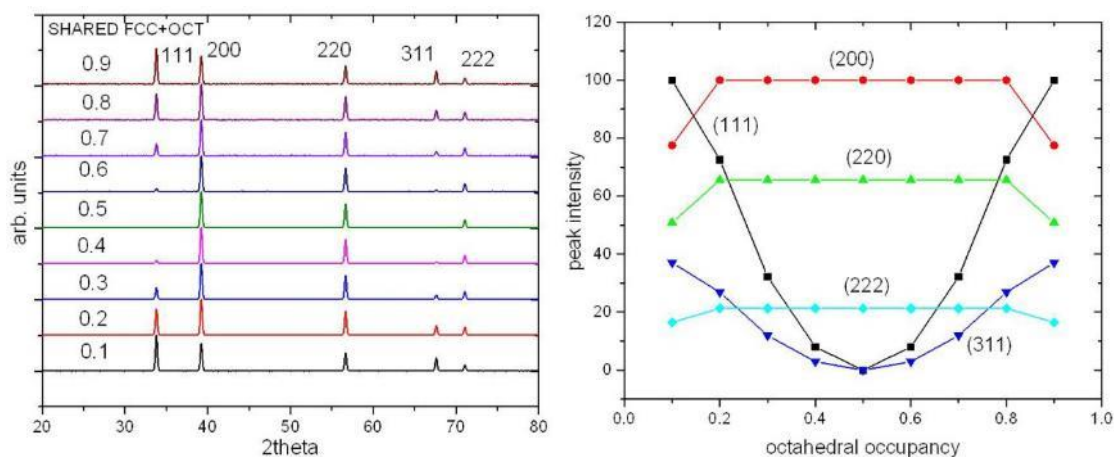 SHARED FCC+OCT
111 200 220 311 222
0.9
0.8
0.7
0.6
0.5
0.4
0.3
0.2
0.1
arb. units
20 30 40 50 60 70 80
2theta
120
100
80
60
40
20
0
peak intensity
(200)
(111)
(220)
(222)
(311)
0.0 0.2 0.4 0.6 0.8 1.0
octahedral occupancy